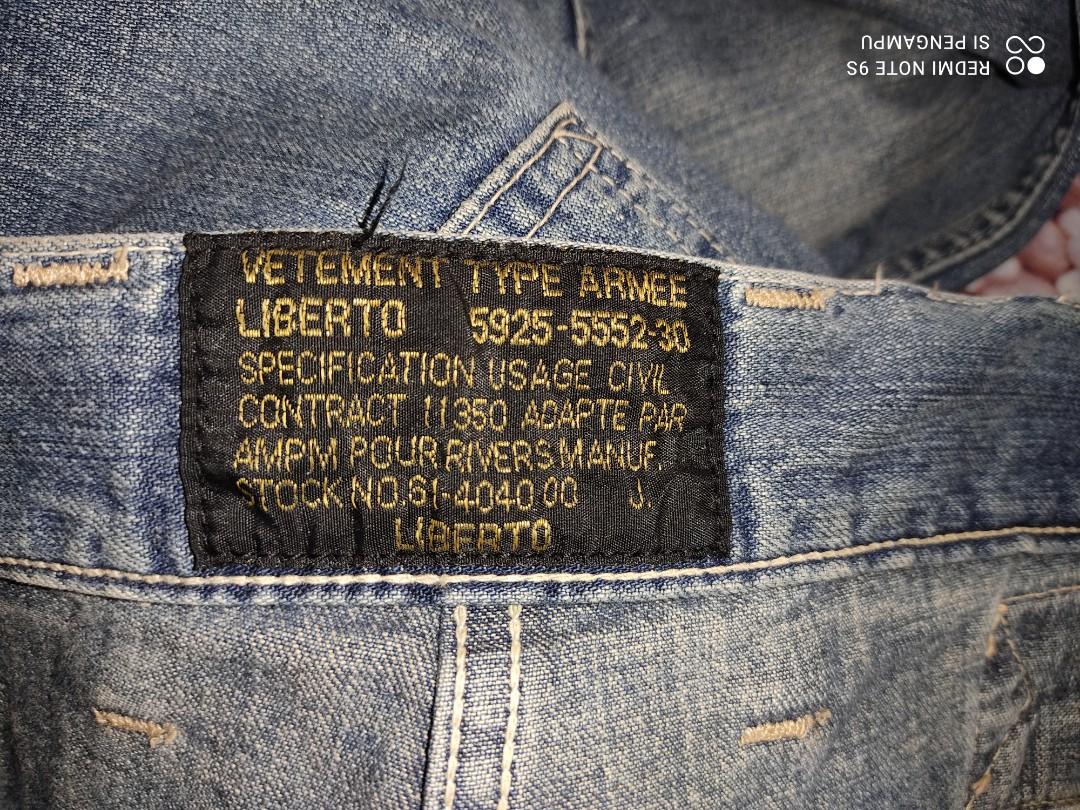 VETEMENT TYPE ARMEE
LIBERTO 5925-5552-30
SPECIFICATION USAGE CIVIL
CONTRACT 11350 ADAPTE PAR
AMPM POUR RIVERS MANUF.
STOCK NO.61-4040 00 J.
LIBERTO
REDMI NOTE 9S
SI PENGAMPU